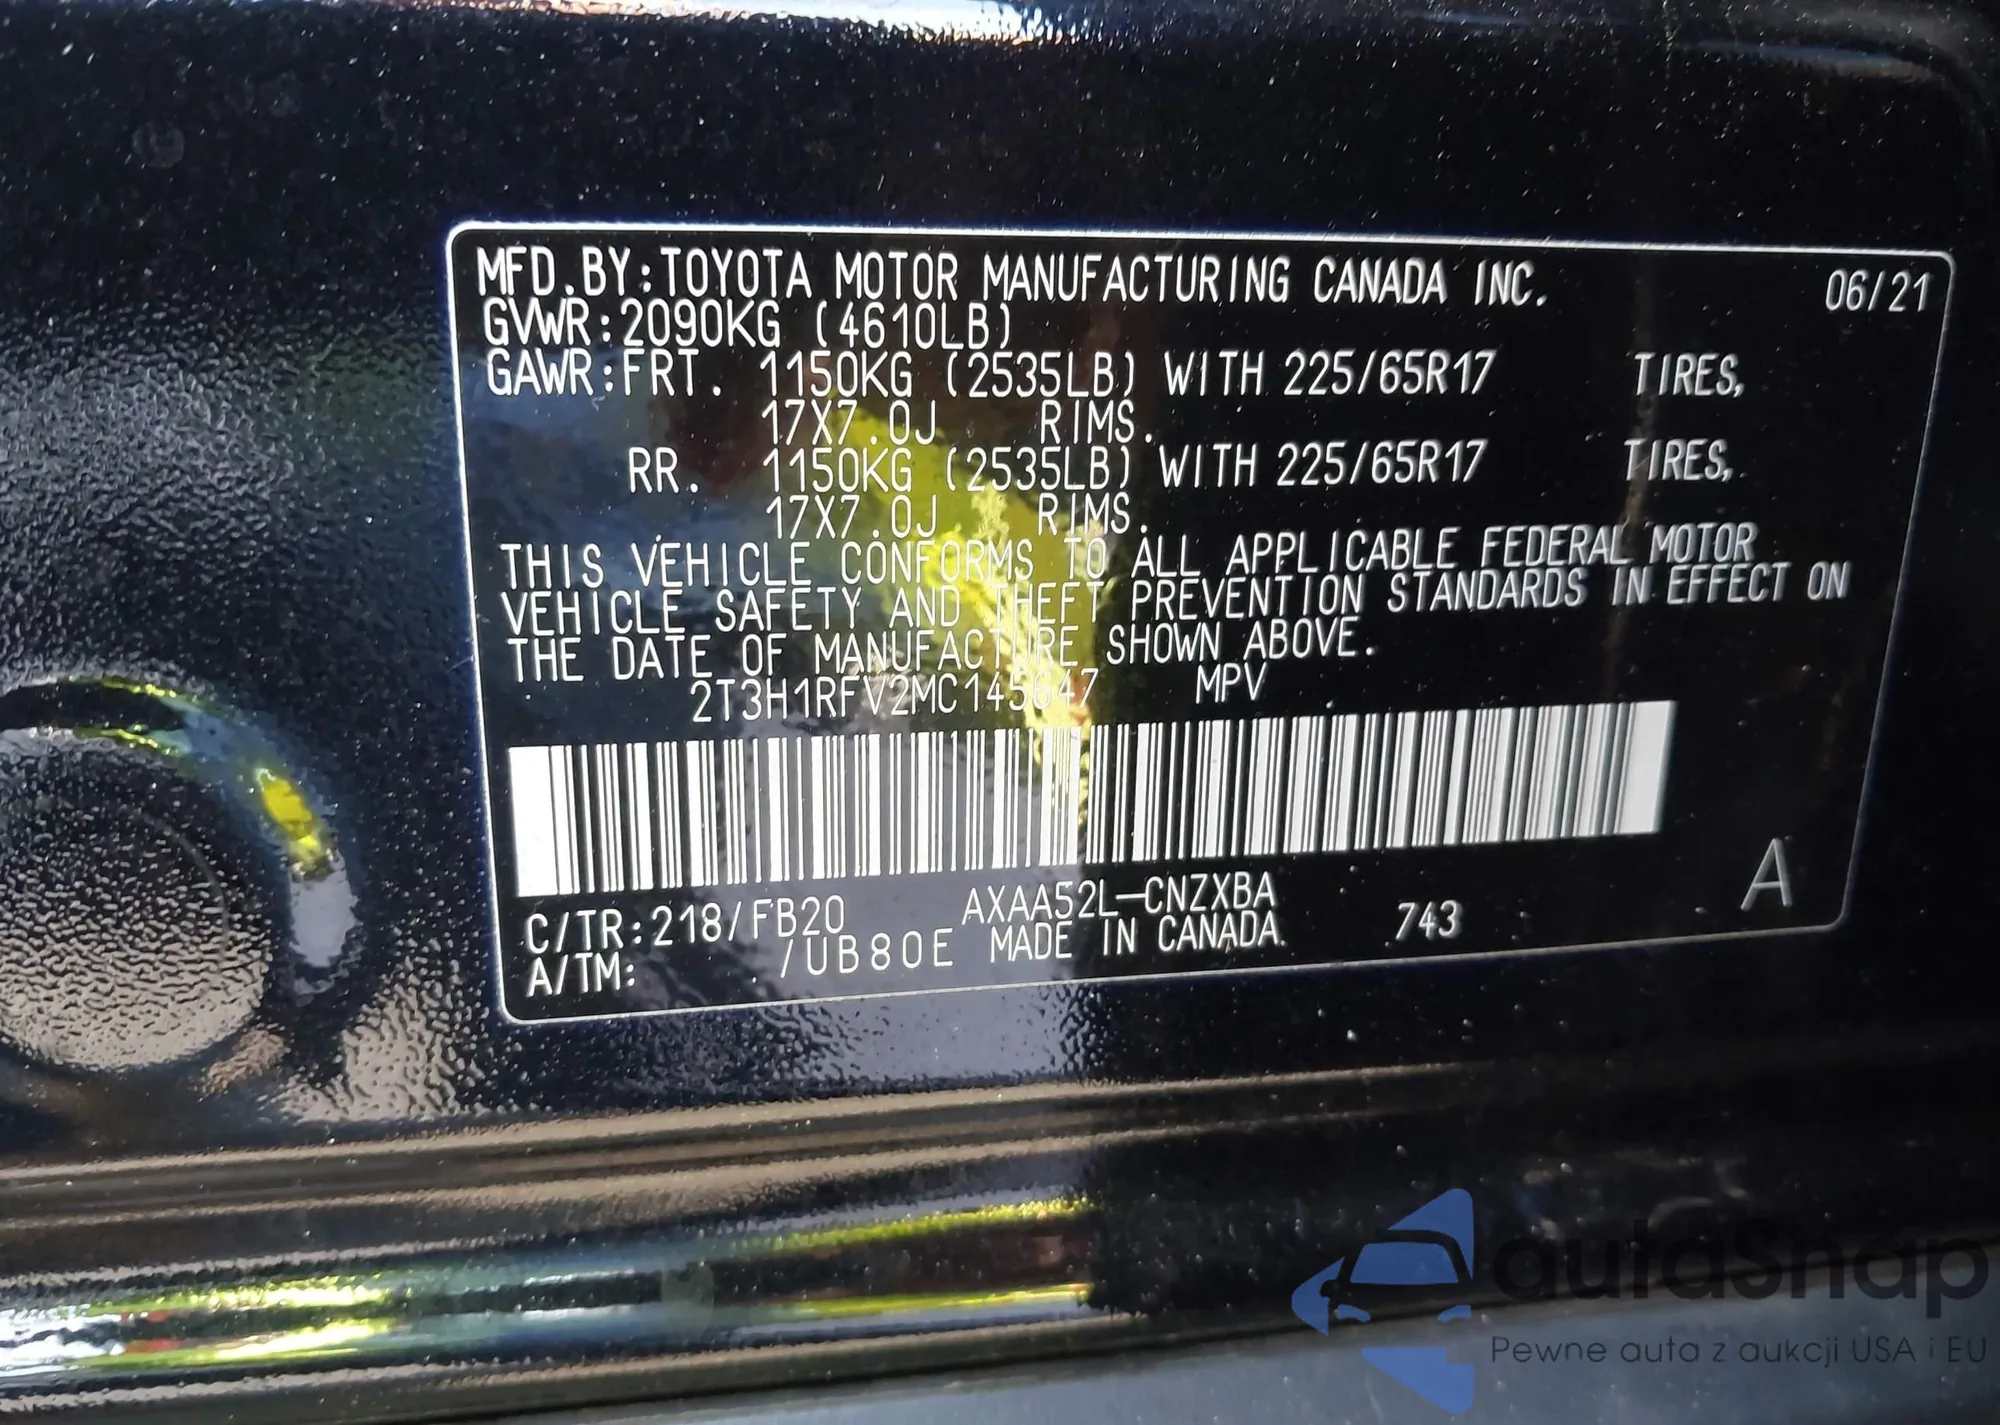 MFD.BY:TOYOTA MOTOR MANUFACTURING CANADA INC. 06/21
GVWR:2090KG (4610LB)
GAWR:FRT. 1150KG (2535LB) WITH 225/65R17 TIRES,
17X7.0J RIMS.
RR. 1150KG (2535LB) WITH 225/65R17 TIRES,
17X7.0J RIMS.
THIS VEHICLE CONFORMS TO ALL APPLICABLE FEDERAL MOTOR
VEHICLE SAFETY AND THEFT PREVENTION STANDARDS IN EFFECT ON
THE DATE OF MANUFACTURE SHOWN ABOVE.
2T3H1RFV2MC145647 MPV
C/TR:218/FB20 AXAA52L-CNZXBA 743 A
A/TM: /UB80E MADE IN CANADA
autoSnap
Pewne auta z aukcji USA i EU